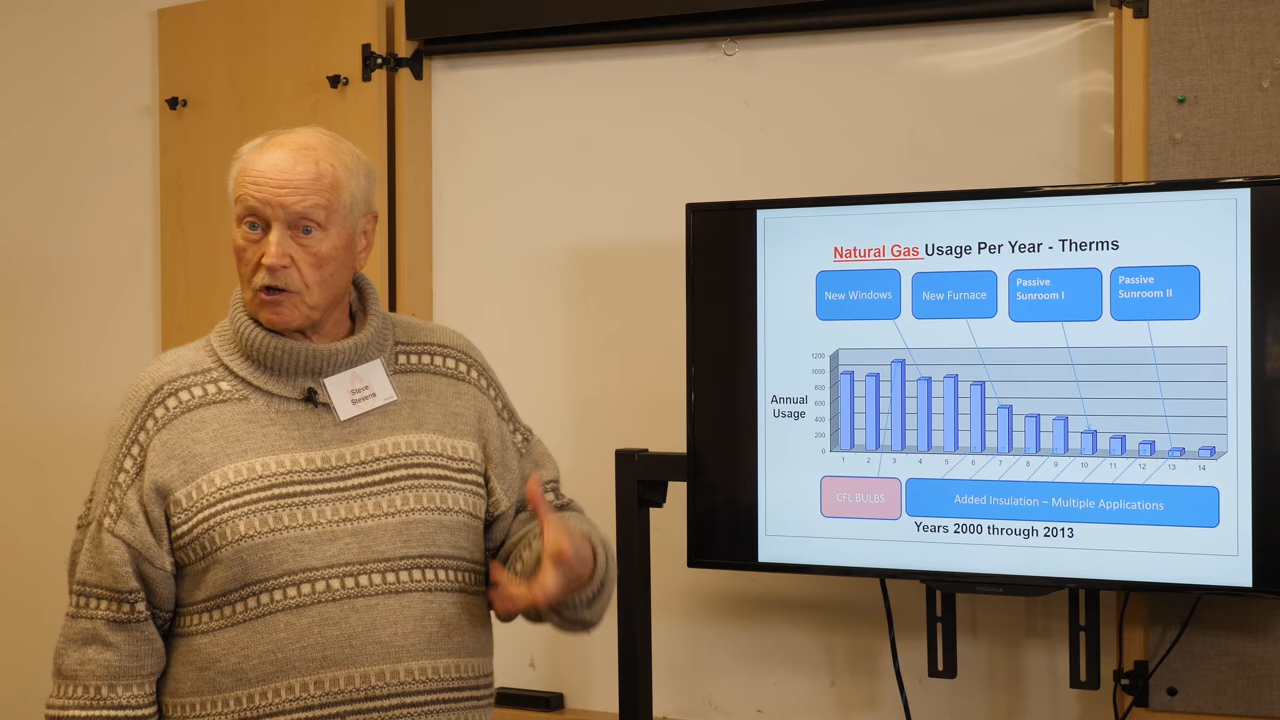 Steve
Stevens
Natural Gas Usage Per Year - Therms
New Windows
New Furnace
Passive
Sunroom I
Passive
Sunroom II
1200
1000
800
600
400
200
0
Annual
Usage
1 2 3 4 5 6 7 8 9 10 11 12 13 14
CFL BULBS
Added Insulation – Multiple Applications
Years 2000 through 2013